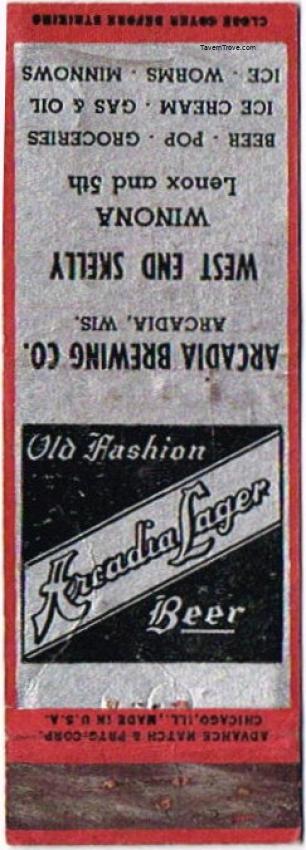 TavernTrove.com
Old Fashion
Arcadia Lager
Beer
ARCADIA BREWING CO.
ARCADIA, WIS.
WEST END SKELLY
WINONA
Lenox and 5th
BEER · POP · GROCERIES
ICE CREAM · GAS & OIL
ICE · WORMS · MINNOWS
CLOSE COVER BEFORE STRIKING
ADVANCE MATCH & PRTG. CORP.
CHICAGO, ILL., MADE IN U.S.A.